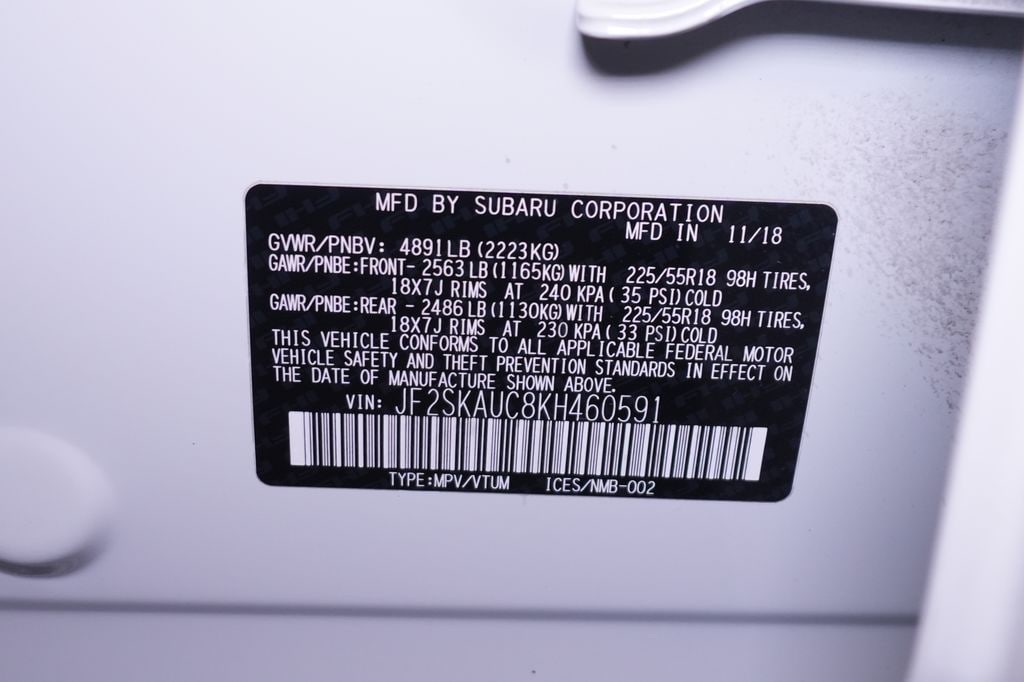 MFD BY SUBARU CORPORATION
MFD IN 11/18
GVWR/PNBV: 4891LB(2223KG)
GAWR/PNBE:FRONT- 2563LB(1165KG)WITH 225/55R18 98H TIRES,
18X7J RIMS AT 240 KPA( 35 PSI)COLD
GAWR/PNBE:REAR - 2486LB(1130KG)WITH 225/55R18 98H TIRES,
18X7J RIMS AT 230 KPA( 33 PSI)COLD
THIS VEHICLE CONFORMS TO ALL APPLICABLE FEDERAL MOTOR
VEHICLE SAFETY AND THEFT PREVENTION STANDARDS IN EFFECT ON
THE DATE OF MANUFACTURE SHOWN ABOVE.
VIN: JF2SKAUC8KH460591
TYPE:MPV/VTUM ICES/NMB-002